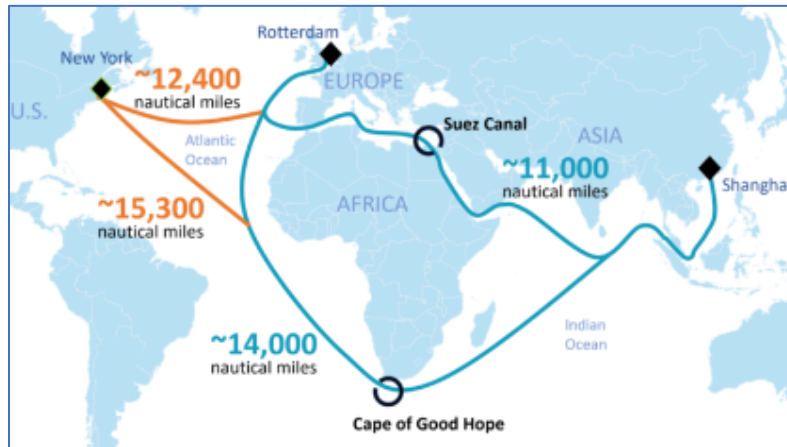 Rotterdam
New York
~12,400
nautical miles
EUROPE
U.S.
Suez Canal
ASIA
Atlantic
Ocean
~11,000
nautical miles
Shangha
~15,300
nautical miles
AFRICA
~14,000
nautical miles
Indian
Ocean
Cape of Good Hope